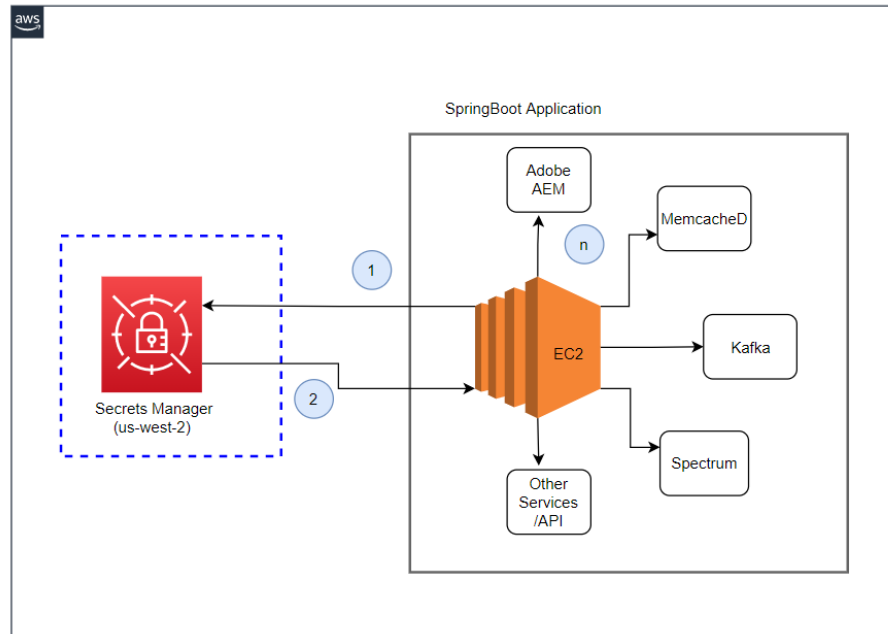 aws
SpringBoot Application
Adobe
AEM
MemcacheD
n
1
EC2
Kafka
Secrets Manager
(us-west-2)
2
Spectrum
Other
Services
/API